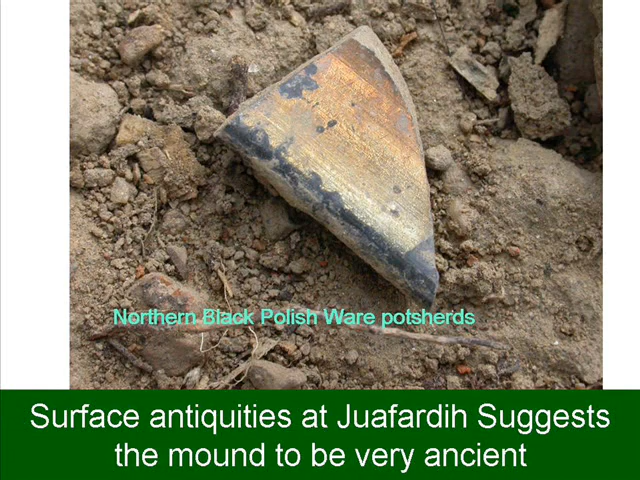 Northern Black Polish Ware potsherds
Surface antiquities at Juafardih Suggests
the mound to be very ancient